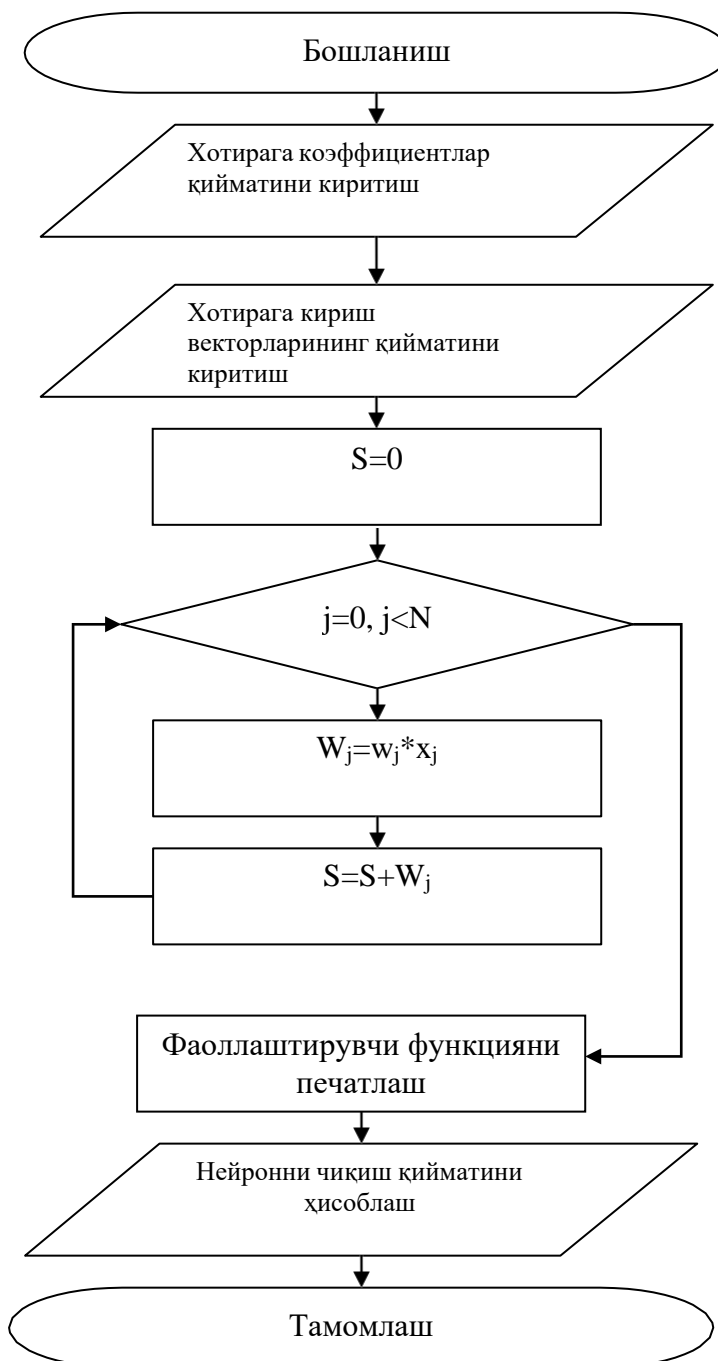 Бошланиш
Хотирага коэффициентлар
қийматини киритиш
Хотирага кириш
векторларининг қийматини
киритиш
S=0
j=0, j<N
Wⱼ=wⱼ*xⱼ
S=S+Wⱼ
Фаоллаштирувчи функцияни
печатлаш
Нейронни чиқиш қийматини
ҳисоблаш
Тамомлаш